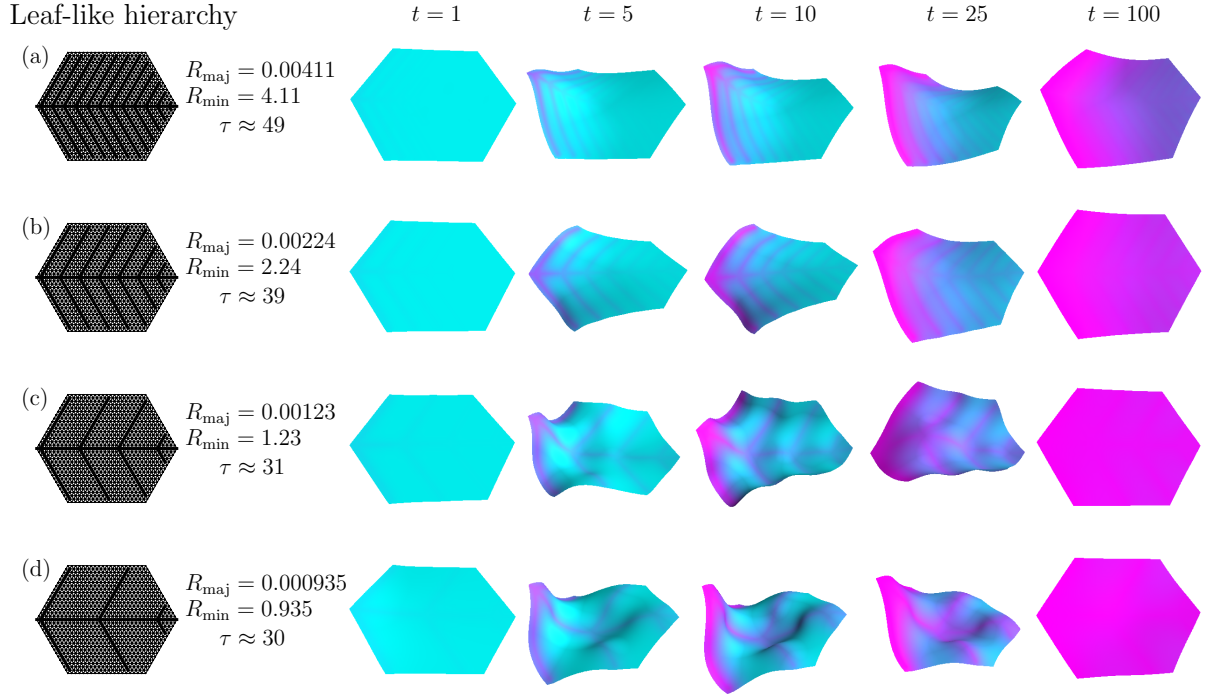 Leaf-like hierarchy
t = 1
t = 5
t = 10
t = 25
t = 100
(a)
R_maj = 0.00411
R_min = 4.11
τ ≈ 49
(b)
R_maj = 0.00224
R_min = 2.24
τ ≈ 39
(c)
R_maj = 0.00123
R_min = 1.23
τ ≈ 31
(d)
R_maj = 0.000935
R_min = 0.935
τ ≈ 30